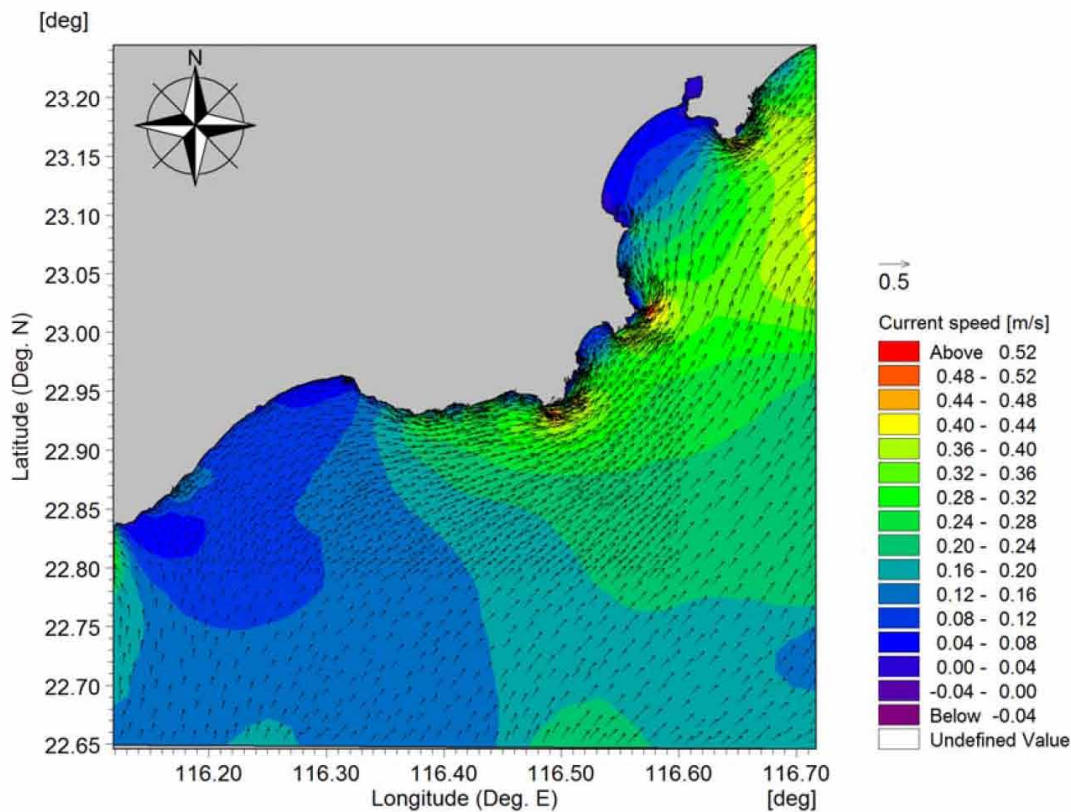 [deg]
N
23.20
23.15
23.10
23.05
23.00
22.95
22.90
22.85
22.80
22.75
22.70
22.65
Latitude (Deg. N)
116.20 116.30 116.40 116.50 116.60 116.70
Longitude (Deg. E) [deg]
0.5
Current speed [m/s]
Above 0.52
0.48 - 0.52
0.44 - 0.48
0.40 - 0.44
0.36 - 0.40
0.32 - 0.36
0.28 - 0.32
0.24 - 0.28
0.20 - 0.24
0.16 - 0.20
0.12 - 0.16
0.08 - 0.12
0.04 - 0.08
0.00 - 0.04
-0.04 - 0.00
Below -0.04
Undefined Value